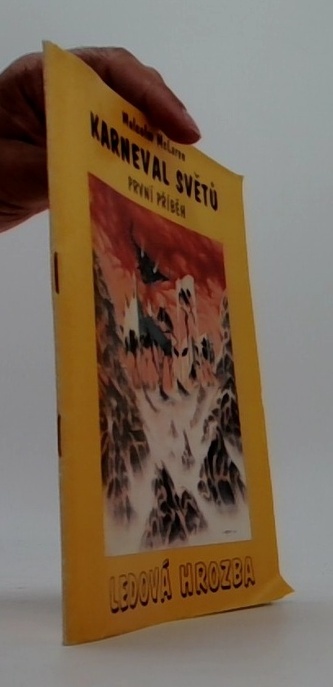 Malcolm McLaren
KARNEVAL SVĚTŮ
PRVNÍ PŘÍBĚH
LEDOVÁ HROZBA